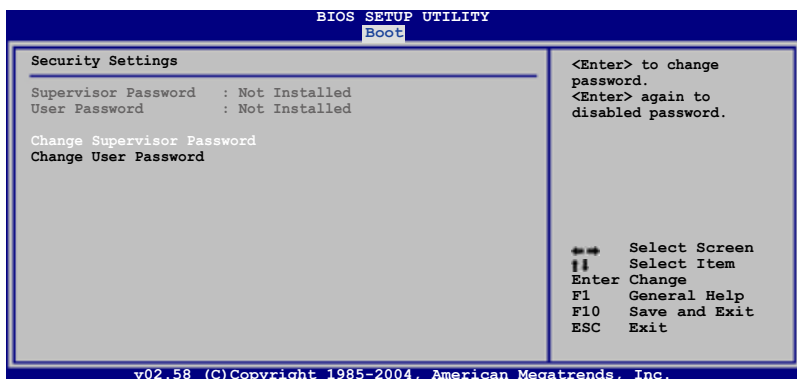 BIOS SETUP UTILITY
Boot
Security Settings
Supervisor Password : Not Installed
User Password : Not Installed
Change Supervisor Password
Change User Password
<Enter> to change
password.
<Enter> again to
disabled password.
Select Screen
Select Item
Enter Change
F1 General Help
F10 Save and Exit
ESC Exit
v02.58 (C)Copyright 1985-2004, American Megatrends, Inc.